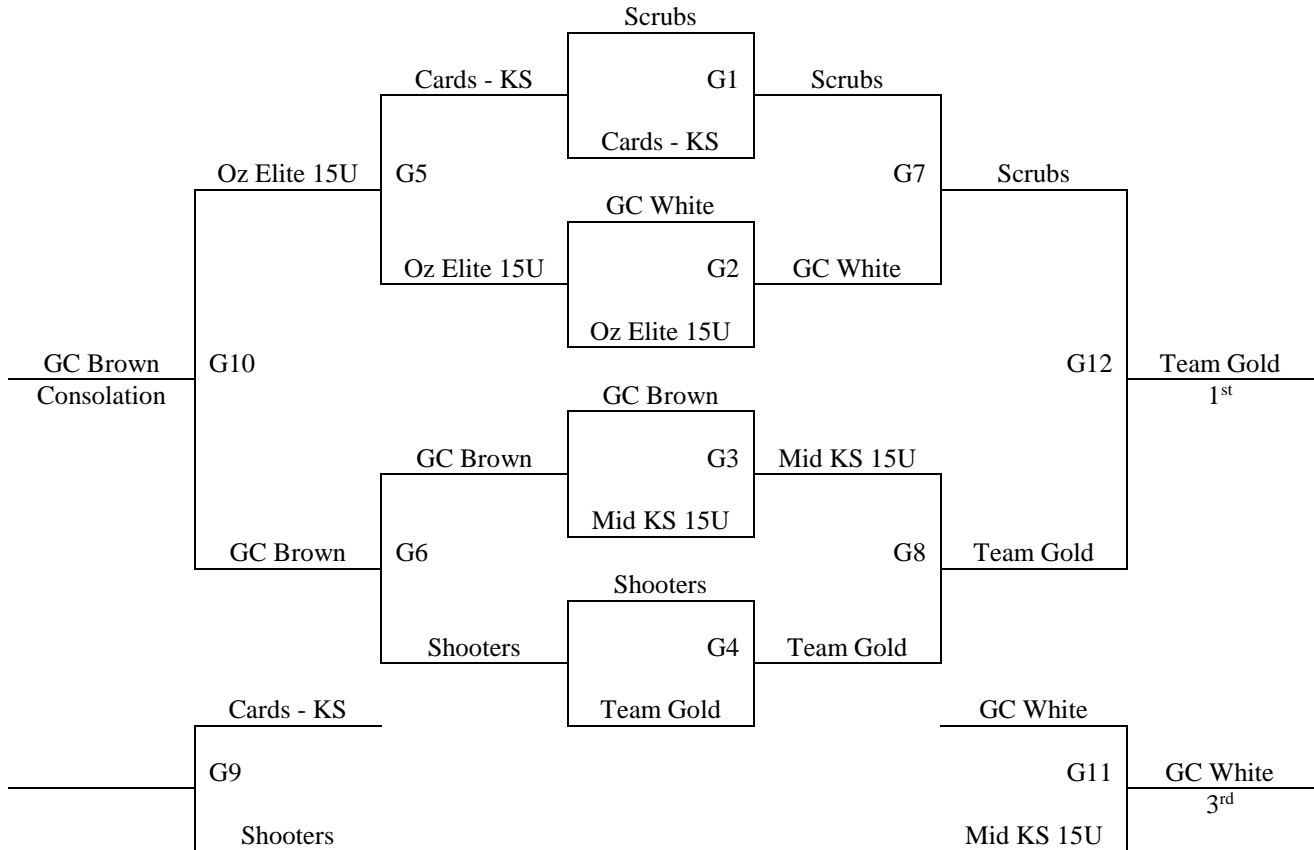 Scrubs
Cards - KS G1 Scrubs
Cards - KS
Oz Elite 15U G5 G7 Scrubs
GC White
Oz Elite 15U G2 GC White
Oz Elite 15U
GC Brown G10 G12 Team Gold
Consolation 1st
GC Brown
GC Brown G3 Mid KS 15U
Mid KS 15U
GC Brown G6 G8 Team Gold
Shooters
Shooters G4 Team Gold
Cards - KS Team Gold GC White
G9 G11 GC White
3rd
Shooters Mid KS 15U